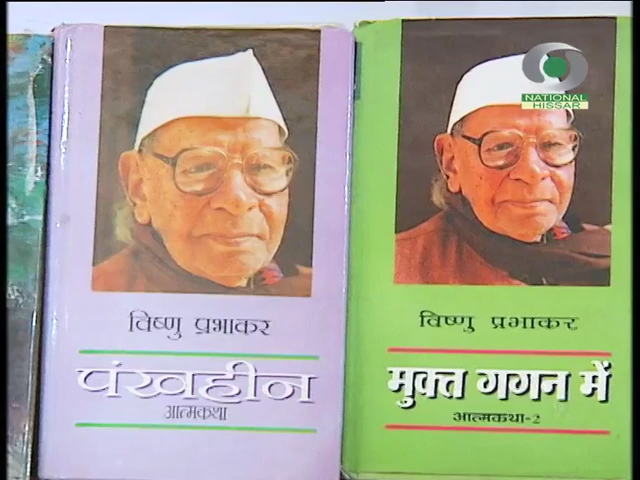 NATIONAL
HISSAR
विष्णु प्रभाकर
पंखहीन
आत्मकथा
विष्णु प्रभाकर
मुक्त गगन में
आत्मकथा-2